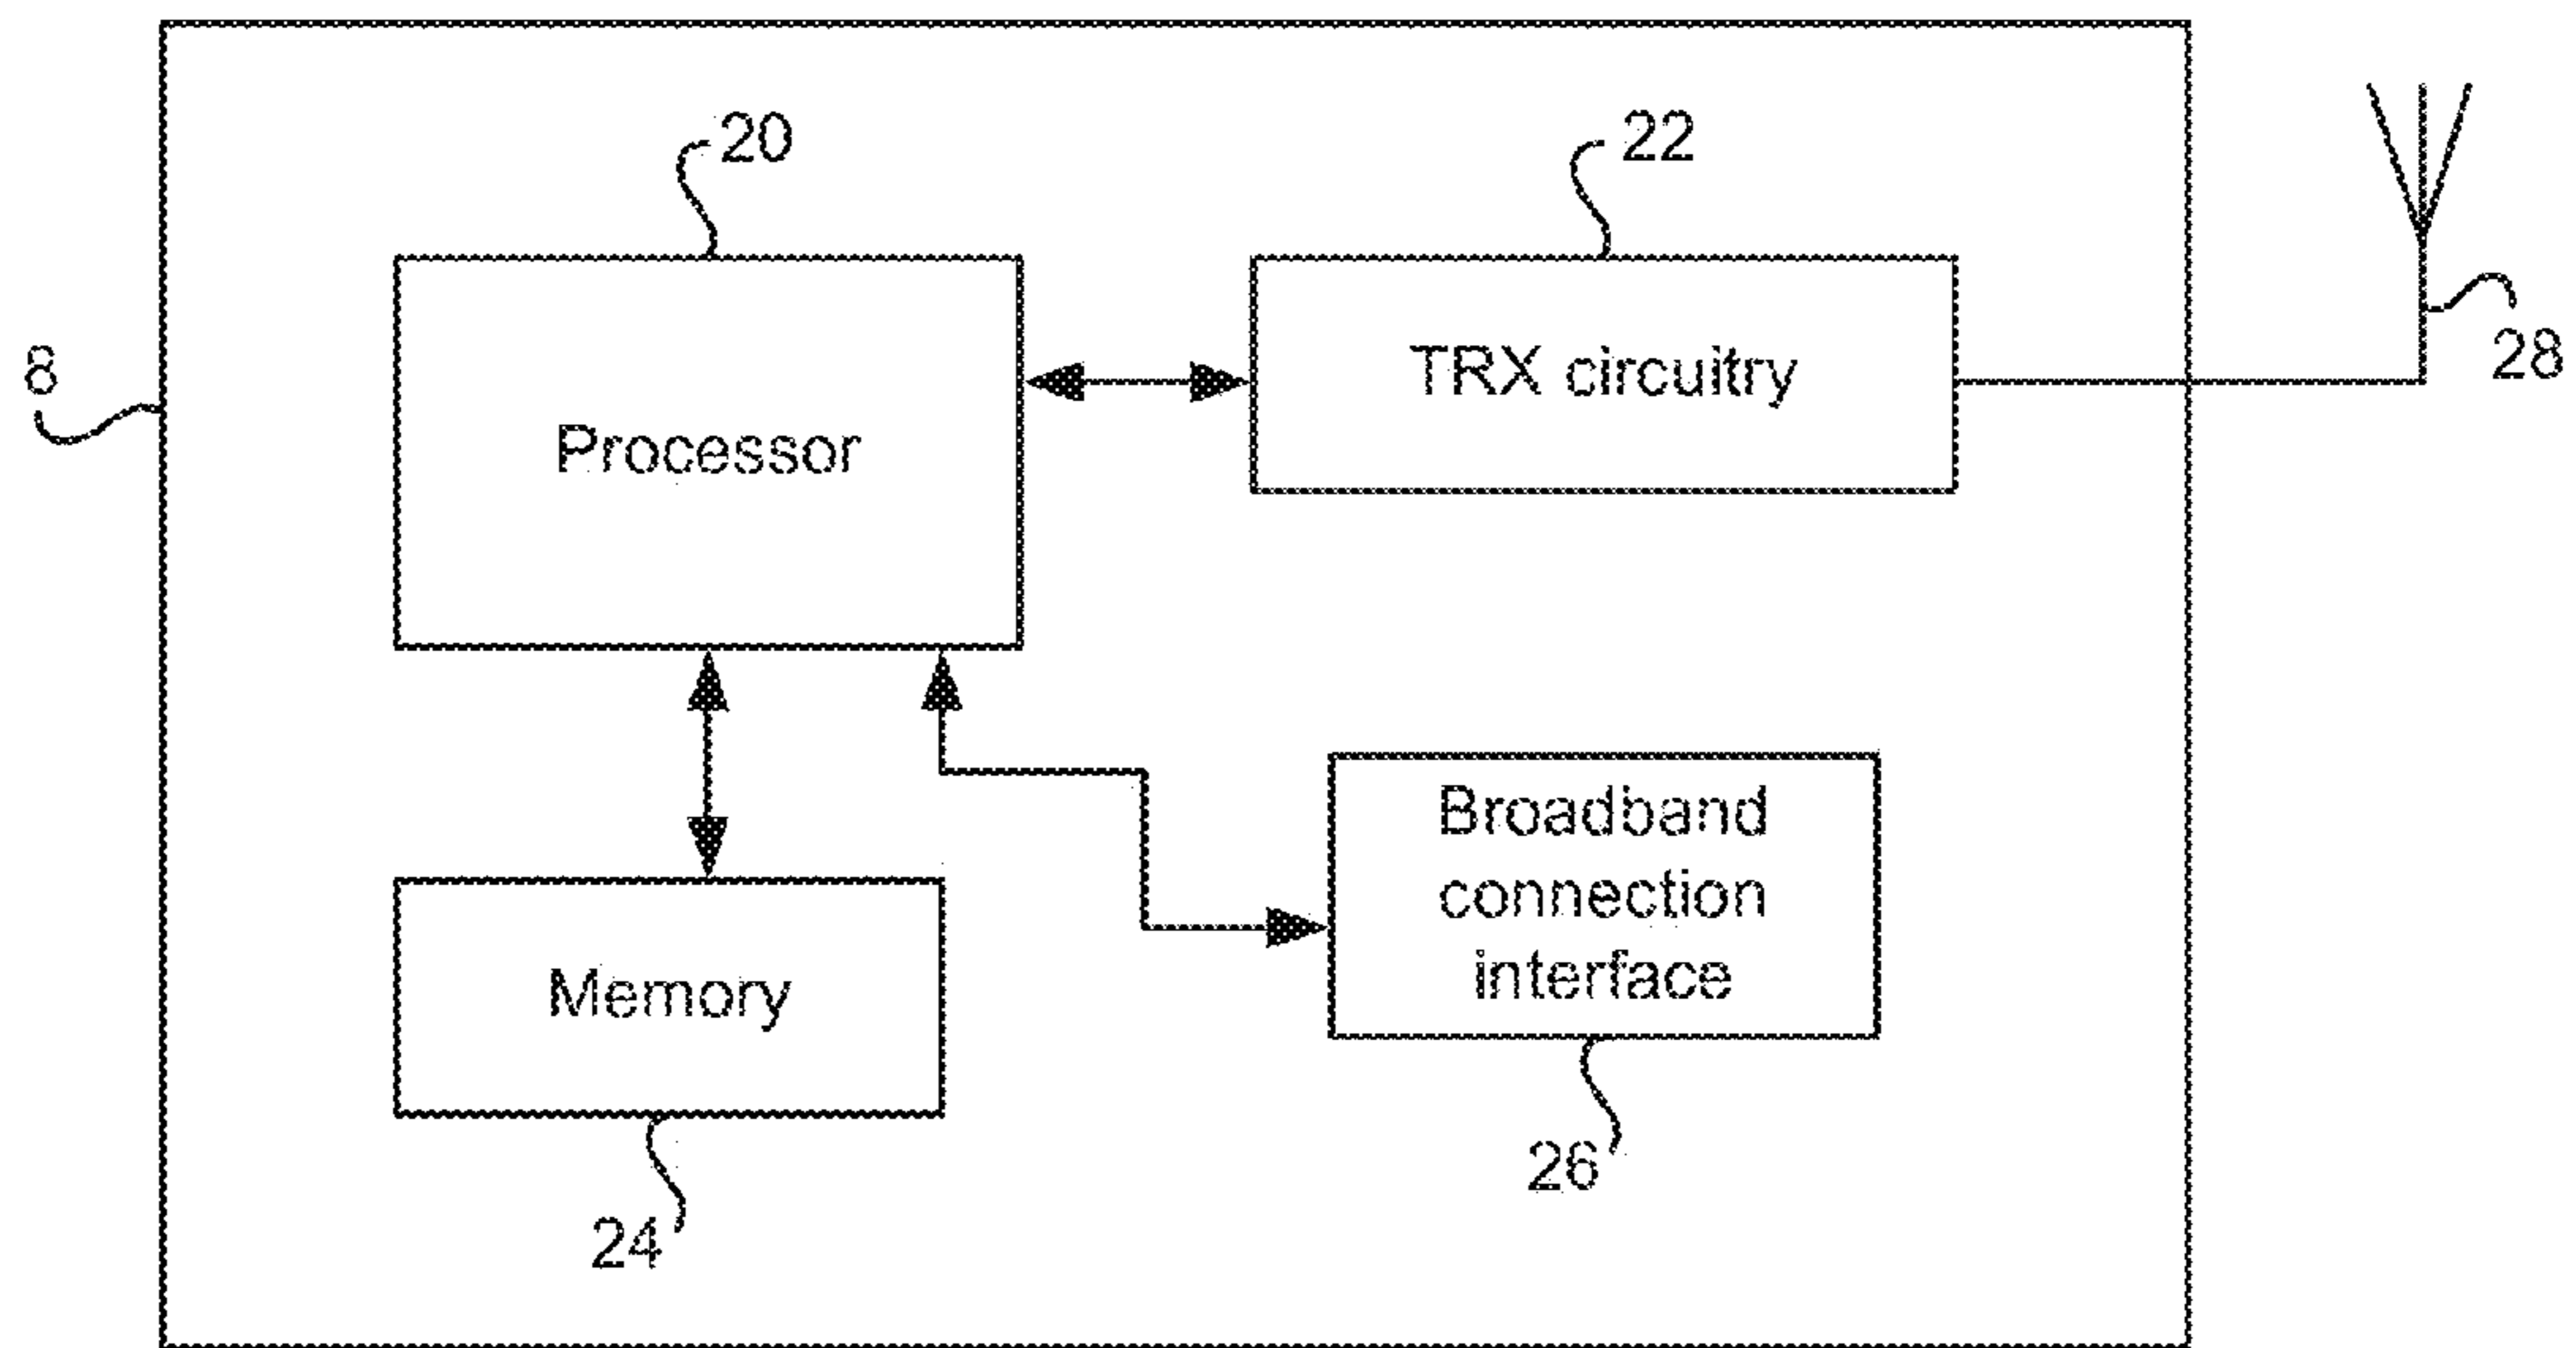 20
22
8
28
Processor
TRX circuitry
Broadband
connection
interface
Memory
26
24